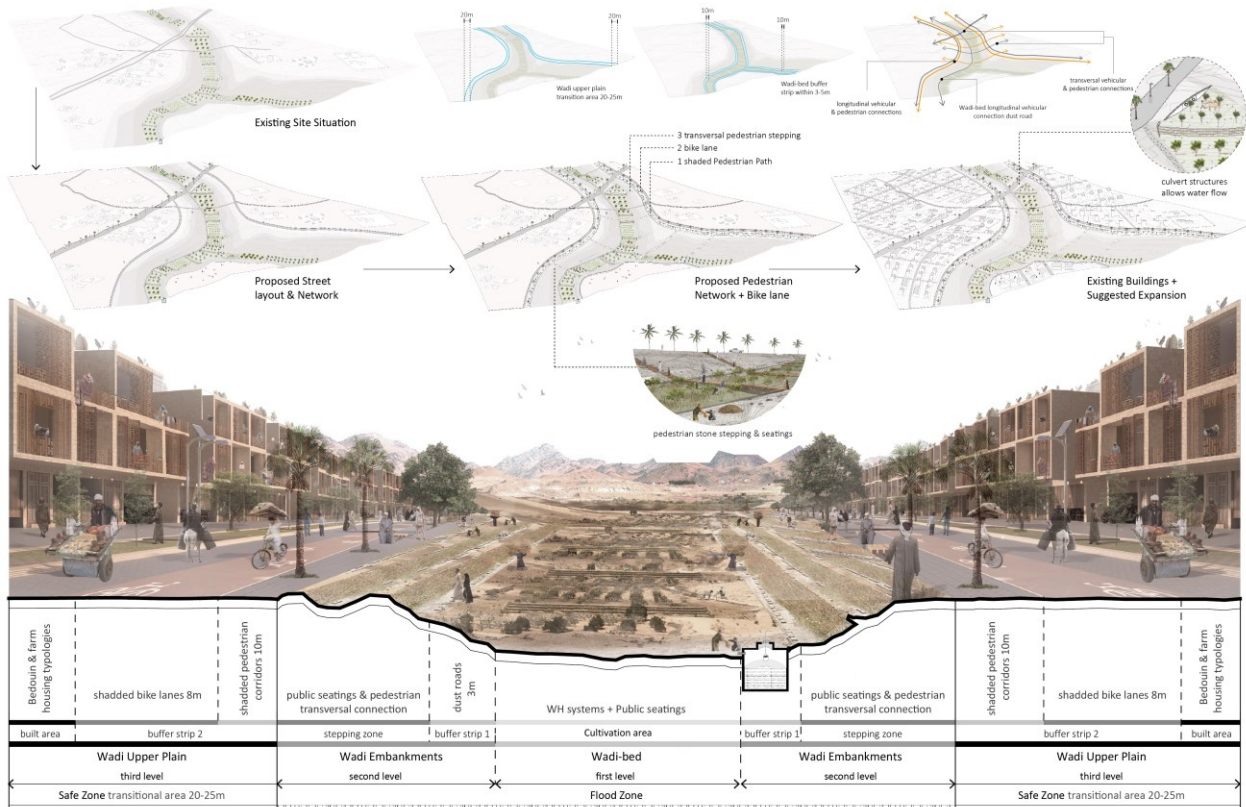 20m
20m
10m
10m
Wadi upper plain
transition area 20-25m
Wadi-bed buffer
strip within 3-5m
longitudinal vehicular
& pedestrian connections
Wadi-bed longitudinal vehicular
connection dust road
transversal vehicular
& pedestrian connections
Existing Site Situation
3 transversal pedestrian stepping
2 bike lane
1 shaded Pedestrian Path
culvert structures
allows water flow
Proposed Street
layout & Network
Proposed Pedestrian
Network + Bike lane
Existing Buildings +
Suggested Expansion
pedestrian stone stepping & seatings
Bedouin & farm
housing typologies
shadded bike lanes 8m
shadded pedestrian
corridors 10m
public seatings & pedestrian
transversal connection
dust roads
3m
WH systems + Public seatings
public seatings & pedestrian
transversal connection
shadded pedestrian
corridors 10m
shadded bike lanes 8m
Bedouin & farm
housing typologies
built area
buffer strip 2
stepping zone
buffer strip 1
Cultivation area
buffer strip 1
stepping zone
buffer strip 2
built area
Wadi Upper Plain
Wadi Embankments
Wadi-bed
Wadi Embankments
Wadi Upper Plain
third level
second level
first level
second level
third level
Safe Zone transitional area 20-25m
Flood Zone
Safe Zone transitional area 20-25m